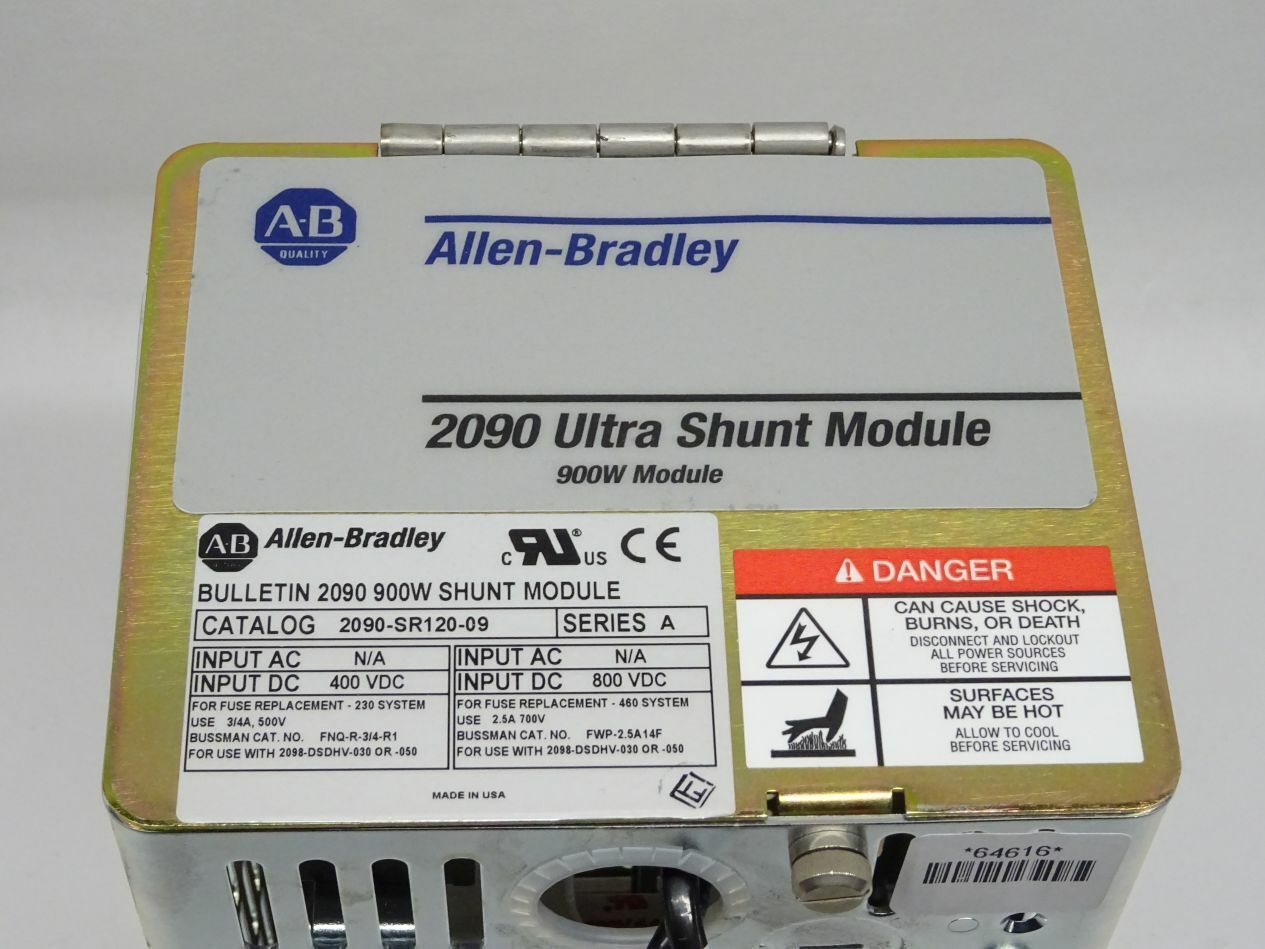 A-B
QUALITY
Allen-Bradley
2090 Ultra Shunt Module
900W Module
A-B Allen-Bradley
C RU ® US CE
BULLETIN 2090 900W SHUNT MODULE
CATALOG 2090-SR120-09 SERIES A
INPUT AC N/A
INPUT DC 400 VDC
FOR FUSE REPLACEMENT - 230 SYSTEM
USE 3/4A, 500V
BUSSMAN CAT. NO. FNQ-R-3/4-R1
FOR USE WITH 2098-DSDHV-030 OR -050
INPUT AC N/A
INPUT DC 800 VDC
FOR FUSE REPLACEMENT - 460 SYSTEM
USE 2.5A 700V
BUSSMAN CAT. NO. FWP-2.5A14F
FOR USE WITH 2098-DSDHV-030 OR -050
MADE IN USA
DANGER
CAN CAUSE SHOCK,
BURNS, OR DEATH
DISCONNECT AND LOCKOUT
ALL POWER SOURCES
BEFORE SERVICING
SURFACES
MAY BE HOT
ALLOW TO COOL
BEFORE SERVICING
*64616*